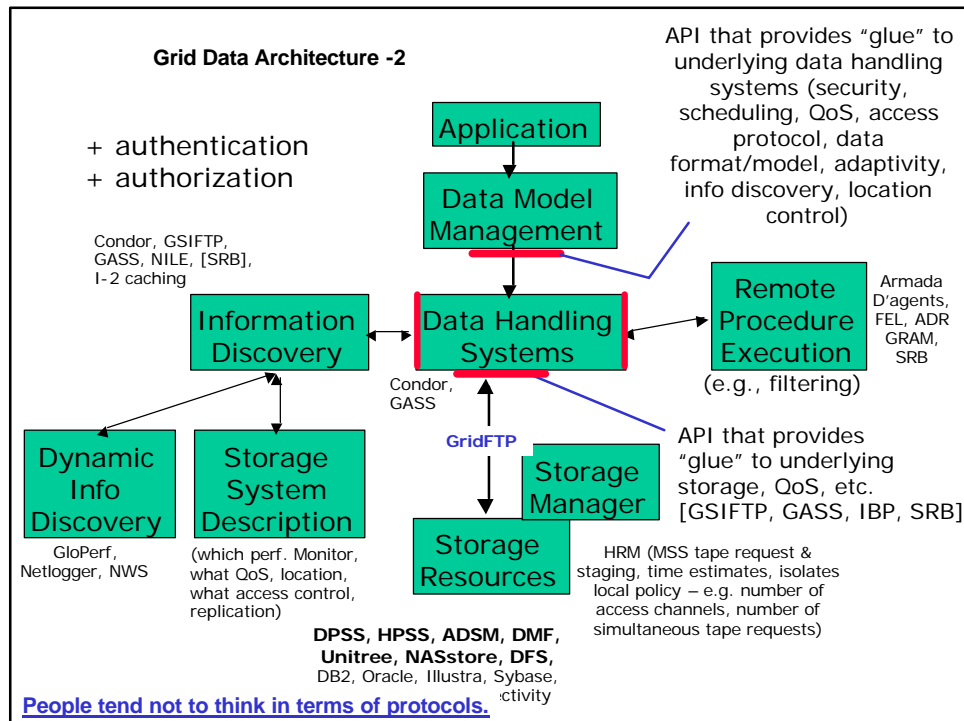 Grid Data Architecture -2
API that provides “glue” to
underlying data handling
systems (security,
scheduling, QoS, access
protocol, data
format/model, adaptivity,
info discovery, location
control)
+ authentication
+ authorization
Application
Data Model
Management
Condor, GSIFTP,
GASS, NILE, [SRB],
I-2 caching
Information
Discovery
Data Handling
Systems
Remote
Procedure
Execution
(e.g., filtering)
Armada
D’agents,
FEL, ADR
GRAM,
SRB
Condor,
GASS
GridFTP
Dynamic
Info
Discovery
GloPerf,
Netlogger, NWS
Storage
System
Description
(which perf. Monitor,
what QoS, location,
what access control,
replication)
Storage
Manager
Storage
Resources
API that provides
“glue” to underlying
storage, QoS, etc.
[GSIFTP, GASS, IBP, SRB]
HRM (MSS tape request &
staging, time estimates, isolates
local policy – e.g. number of
access channels, number of
simultaneous tape requests)
DPSS, HPSS, ADSM, DMF,
Unitree, NASstore, DFS,
DB2, Oracle, Illustra, Sybase,
People tend not to think in terms of protocols.